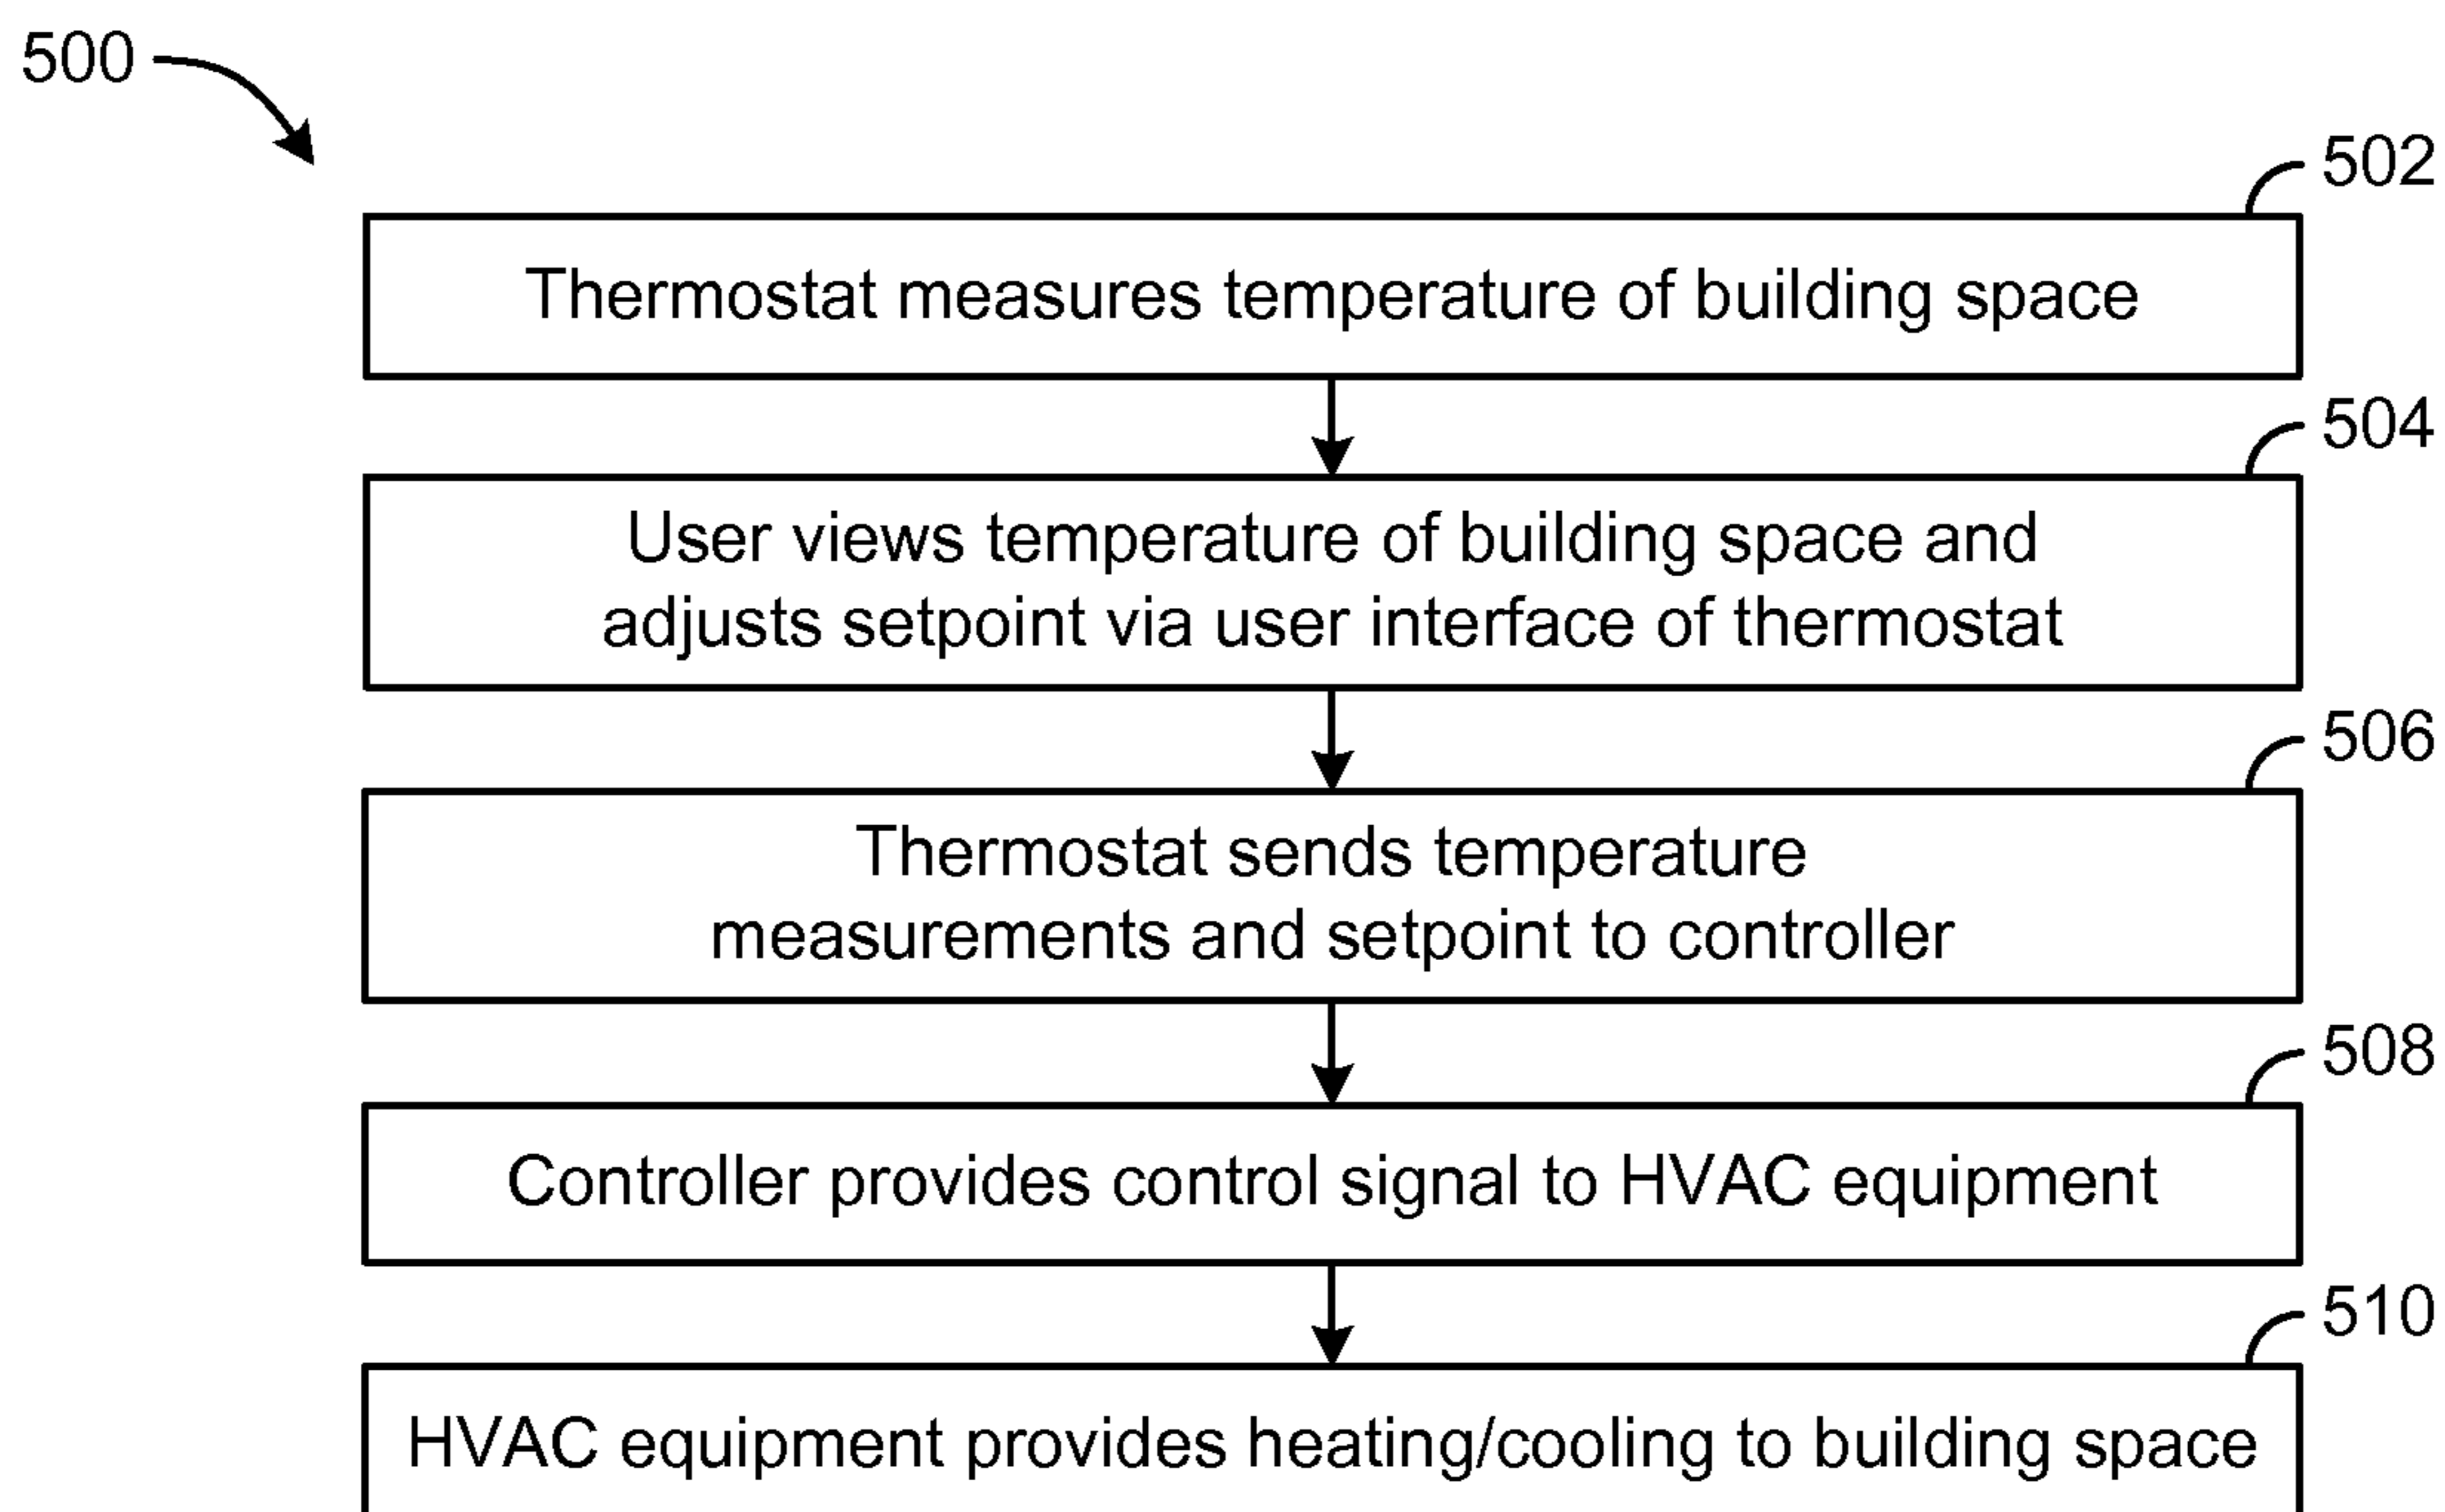 500
502
Thermostat measures temperature of building space
504
User views temperature of building space and
adjusts setpoint via user interface of thermostat
506
Thermostat sends temperature
measurements and setpoint to controller
508
Controller provides control signal to HVAC equipment
510
HVAC equipment provides heating/cooling to building space